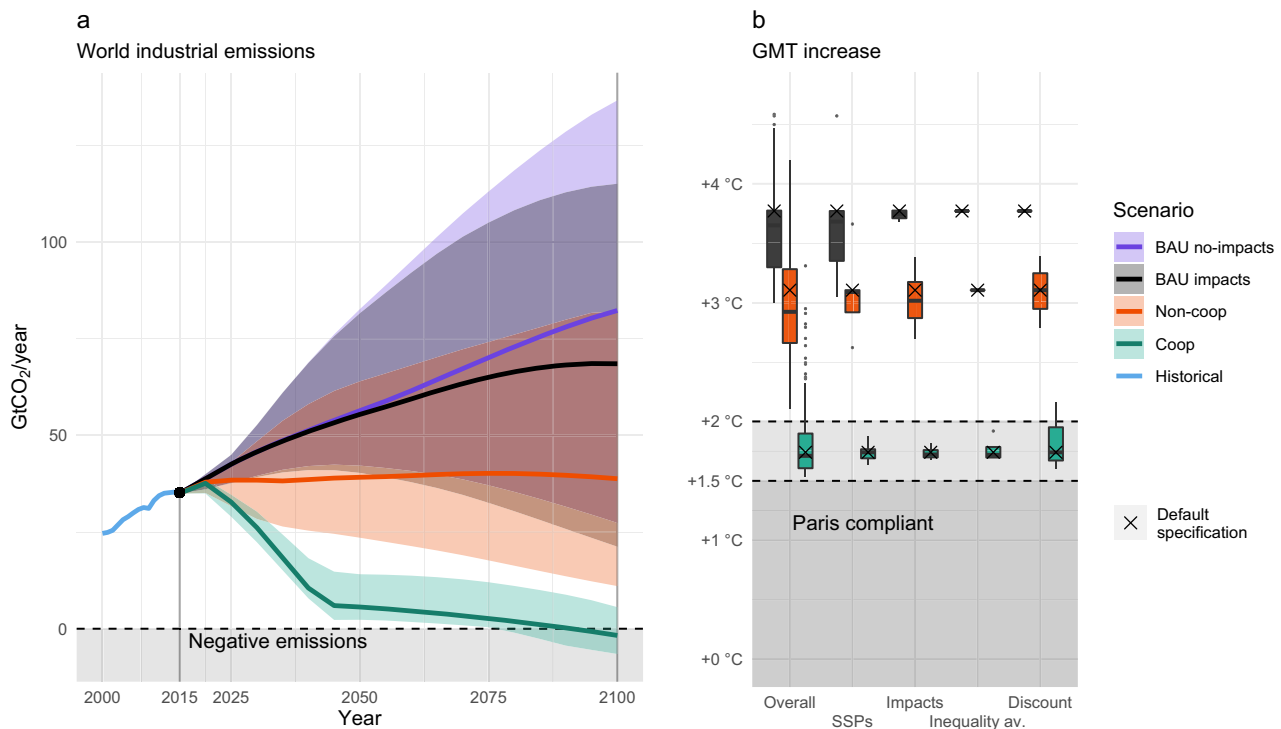 a
World industrial emissions
GtCO₂/year
100
50
0
Negative emissions
2000
2015
2025
2050
2075
2100
Year
b
GMT increase
+4 °C
+3 °C
+2 °C
+1.5 °C
+1 °C
+0 °C
Paris compliant
Overall
SSPs
Impacts
Inequality av.
Discount
Scenario
BAU no-impacts
BAU impacts
Non-coop
Coop
Historical
Default
specification